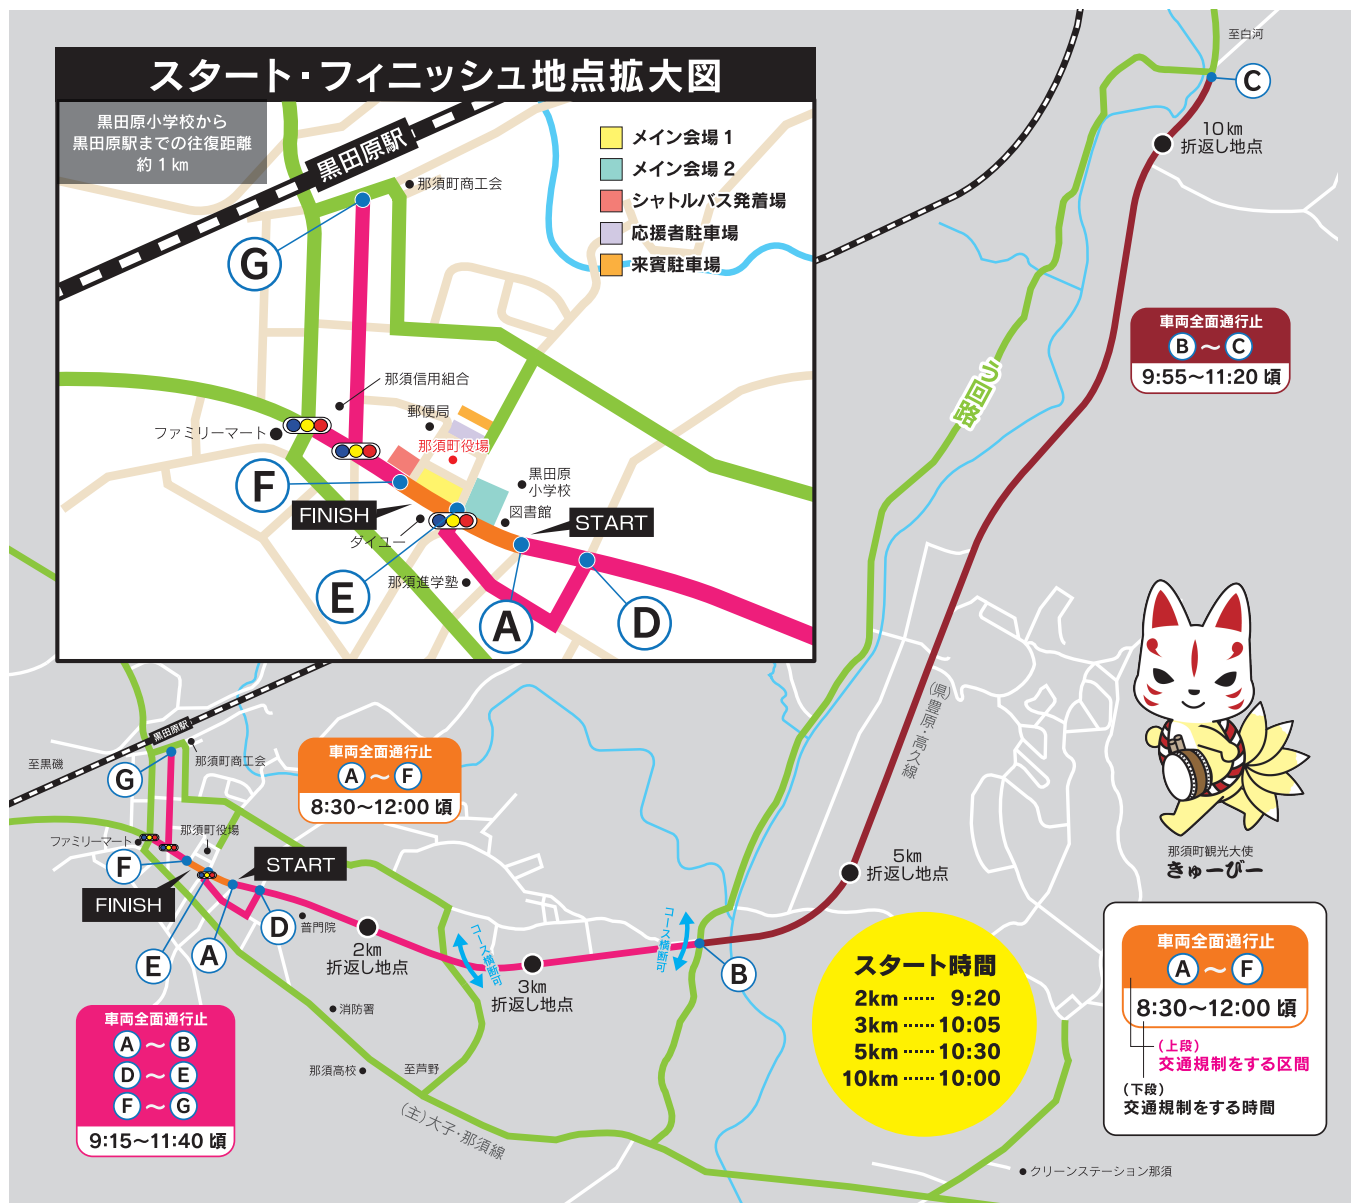 スタート・フィニッシュ地点拡大図
黒田原小学校から
黒田原駅までの往復距離
約1km
黒田原駅
那須町商工会
メイン会場1
メイン会場2
シャトルバス発着場
応援者駐車場
来賓駐車場
G
那須信用組合
郵便局
ファミリーマート
那須町役場
F
黒田原
小学校
図書館
FINISH
START
ダイユー
那須進学塾
E
A
D
至白河
C
10km
折返し地点
車両全面通行止
B～C
9:55～11:20頃
う回路
(県)豊原・高久線
黒田原駅
至黒磯
那須町商工会
G
車両全面通行止
A～F
8:30～12:00頃
ファミリーマート
那須町役場
F
START
FINISH
D
普門院
E
A
2km
折返し地点
コース横断可
3km
折返し地点
コース横断可
B
5km
折返し地点
消防署
那須高校
至芦野
(主)大子・那須線
車両全面通行止
A～B
D～E
F～G
9:15～11:40頃
スタート時間
2km……9:20
3km……10:05
5km……10:30
10km……10:00
那須町観光大使
きゅーびー
車両全面通行止
A～F
8:30～12:00頃
(上段)
交通規制をする区間
(下段)
交通規制をする時間
クリーンステーション那須